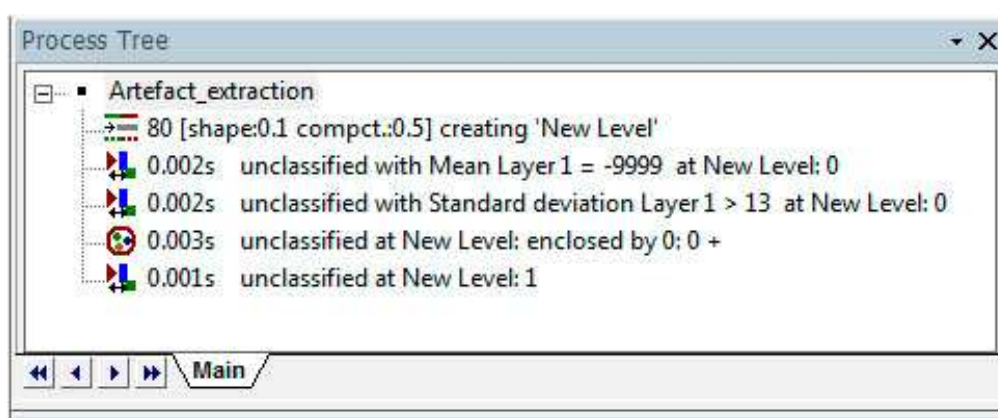 Process Tree
Artefact_extraction
80 [shape:0.1 compct.:0.5] creating 'New Level'
0.002s unclassified with Mean Layer 1 = -9999 at New Level: 0
0.002s unclassified with Standard deviation Layer 1 > 13 at New Level: 0
0.003s unclassified at New Level: enclosed by 0: 0 +
0.001s unclassified at New Level: 1
Main